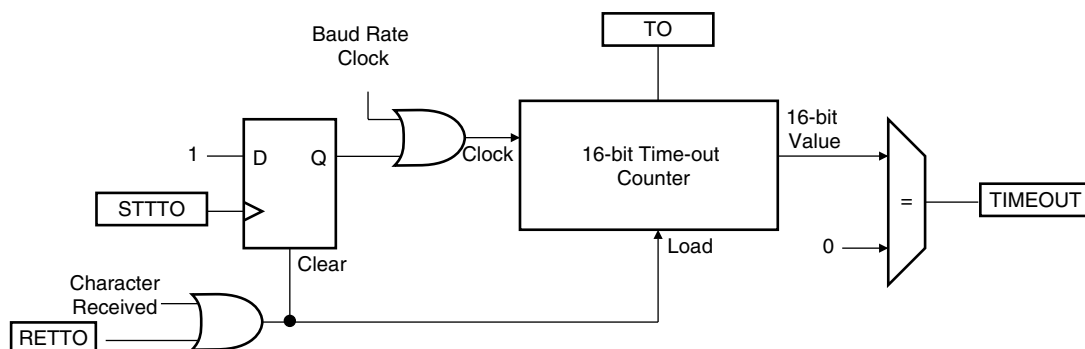 TO
Baud Rate
Clock
1
D
Q
Clock
16-bit Time-out
Counter
16-bit
Value
=
TIMEOUT
STTTO
Clear
Load
0
Character
Received
RETTO